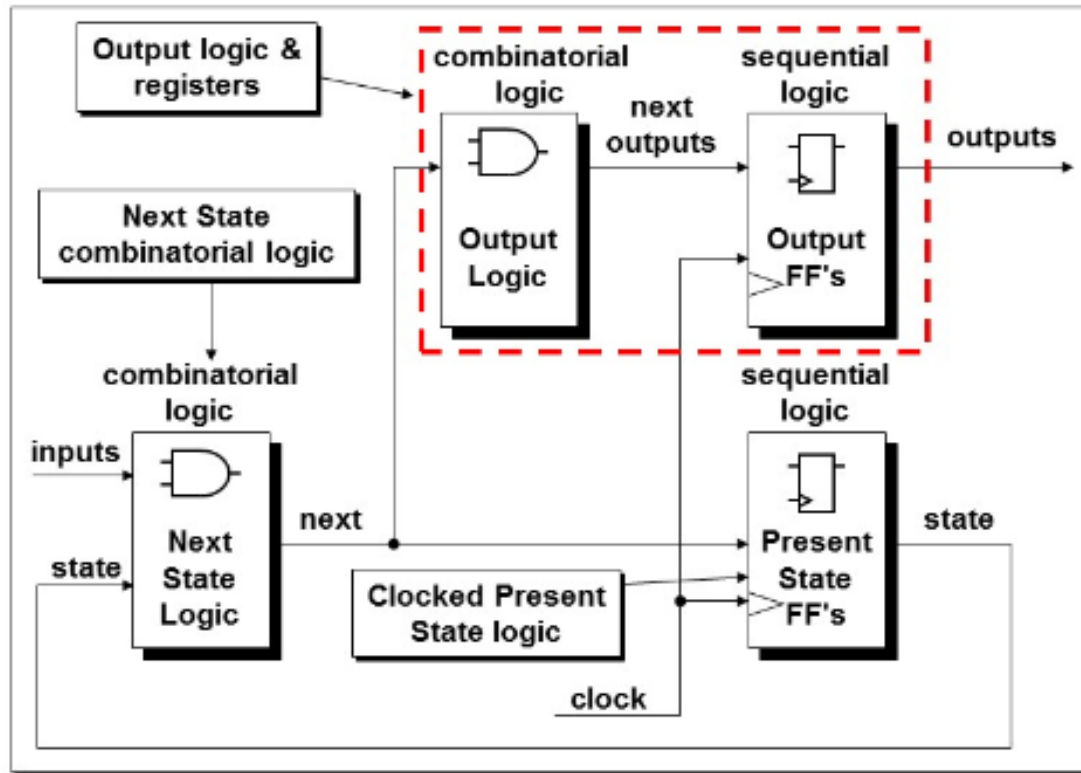 Output logic &
registers
combinatorial
logic
sequential
logic
next
outputs
outputs
Output
Logic
Output
FF's
Next State
combinatorial logic
combinatorial
logic
sequential
logic
inputs
next
state
state
Next
State
Logic
Present
State
FF's
Clocked Present
State logic
clock